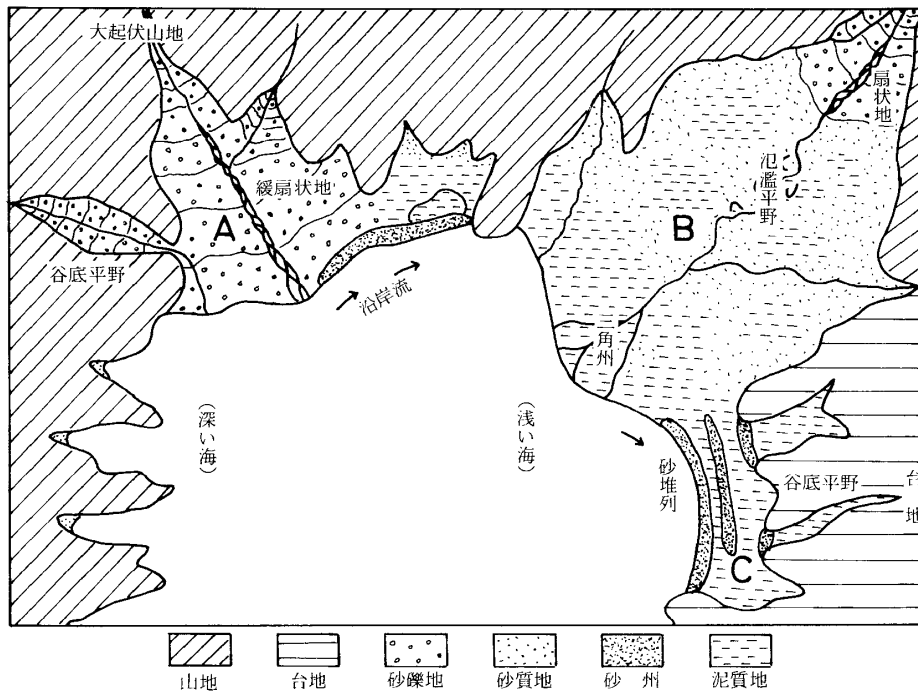 大起伏山地
扇状地
緩扇状地
氾濫平野
A
B
谷底平野
沿岸流
角州
(深い海)
(浅い海)
砂堆列
谷底平野
台地
C
山地
台地
砂礫地
砂質地
砂 州
泥質地